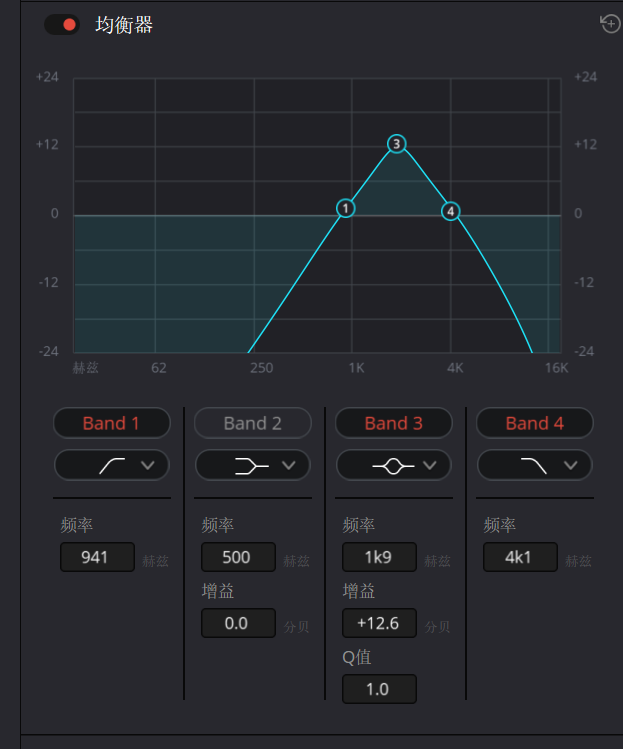 均衡器
+24 +24
+12 +12
0 0
-12 -12
-24 -24
赫兹 62 250 1K 4K 16K
1
3
4
Band 1 Band 2 Band 3 Band 4
频率 频率 频率 频率
941 赫兹 500 赫兹 1k9 赫兹 4k1 赫兹
增益 增益
0.0 分贝 +12.6 分贝
Q值
1.0